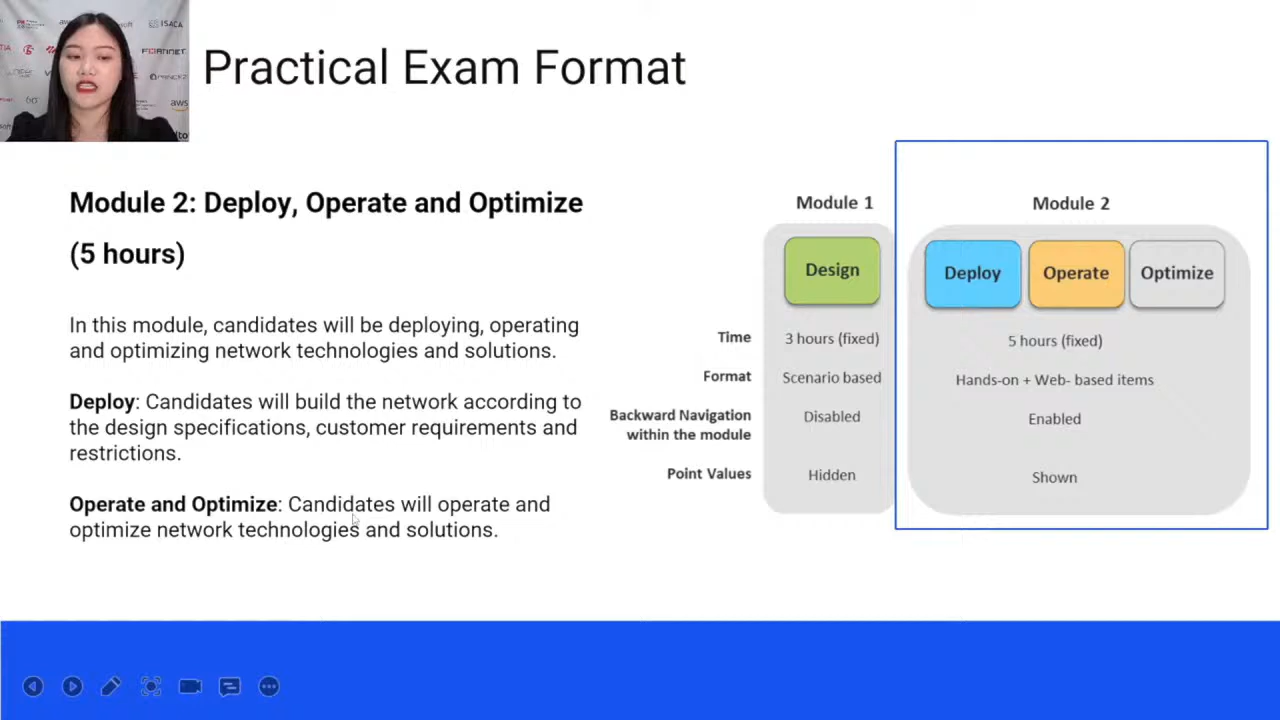 ISACA
aws
FORTINET
aws
Practical Exam Format
Module 2: Deploy, Operate and Optimize
(5 hours)
In this module, candidates will be deploying, operating
and optimizing network technologies and solutions.
Deploy: Candidates will build the network according to
the design specifications, customer requirements and
restrictions.
Operate and Optimize: Candidates will operate and
optimize network technologies and solutions.
Module 1
Module 2
Design
Deploy
Operate
Optimize
Time
3 hours (fixed)
5 hours (fixed)
Format
Scenario based
Hands-on + Web- based items
Backward Navigation
within the module
Disabled
Enabled
Point Values
Hidden
Shown